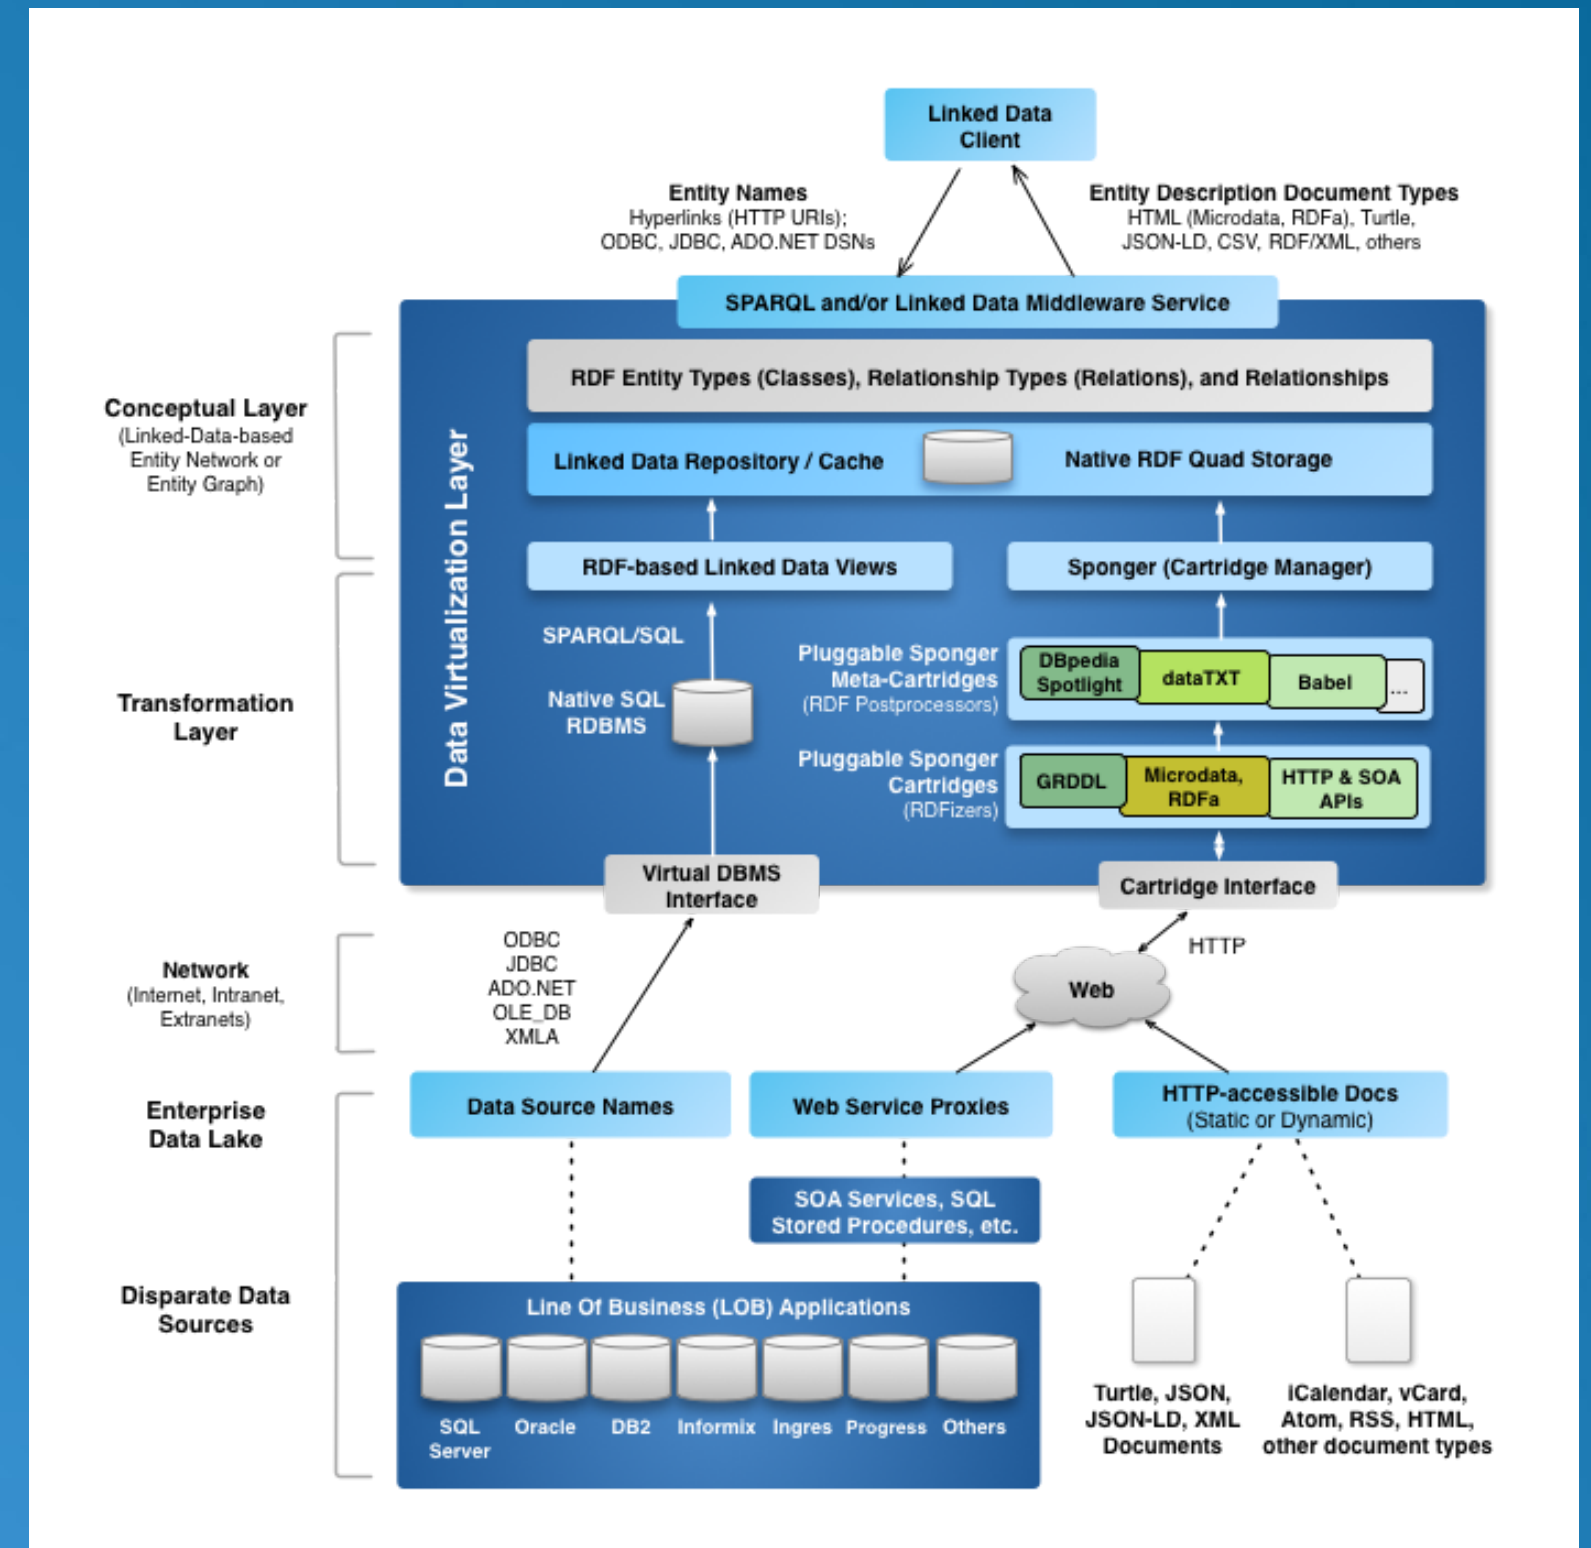 Linked Data
Client
Entity Names
Hyperlinks (HTTP URIs);
ODBC, JDBC, ADO.NET DSNs
Entity Description Document Types
HTML (Microdata, RDFa), Turtle,
JSON-LD, CSV, RDF/XML, others
SPARQL and/or Linked Data Middleware Service
RDF Entity Types (Classes), Relationship Types (Relations), and Relationships
Conceptual Layer
(Linked-Data-based
Entity Network or
Entity Graph)
Data Virtualization Layer
Linked Data Repository / Cache
Native RDF Quad Storage
RDF-based Linked Data Views
Sponger (Cartridge Manager)
Transformation
Layer
SPARQL/SQL
Native SQL
RDBMS
Pluggable Sponger
Meta-Cartridges
(RDF Postprocessors)
DBpedia
Spotlight
dataTXT
Babel
...
Pluggable Sponger
Cartridges
(RDFizers)
GRDDL
Microdata,
RDFa
HTTP & SOA
APIs
Virtual DBMS
Interface
Cartridge Interface
Network
(Internet, Intranet,
Extranets)
ODBC
JDBC
ADO.NET
OLE_DB
XMLA
HTTP
Web
Enterprise
Data Lake
Data Source Names
Web Service Proxies
HTTP-accessible Docs
(Static or Dynamic)
SOA Services, SQL
Stored Procedures, etc.
Disparate Data
Sources
Line Of Business (LOB) Applications
SQL
Server
Oracle
DB2
Informix
Ingres
Progress
Others
Turtle, JSON,
JSON-LD, XML
Documents
iCalendar, vCard,
Atom, RSS, HTML,
other document types